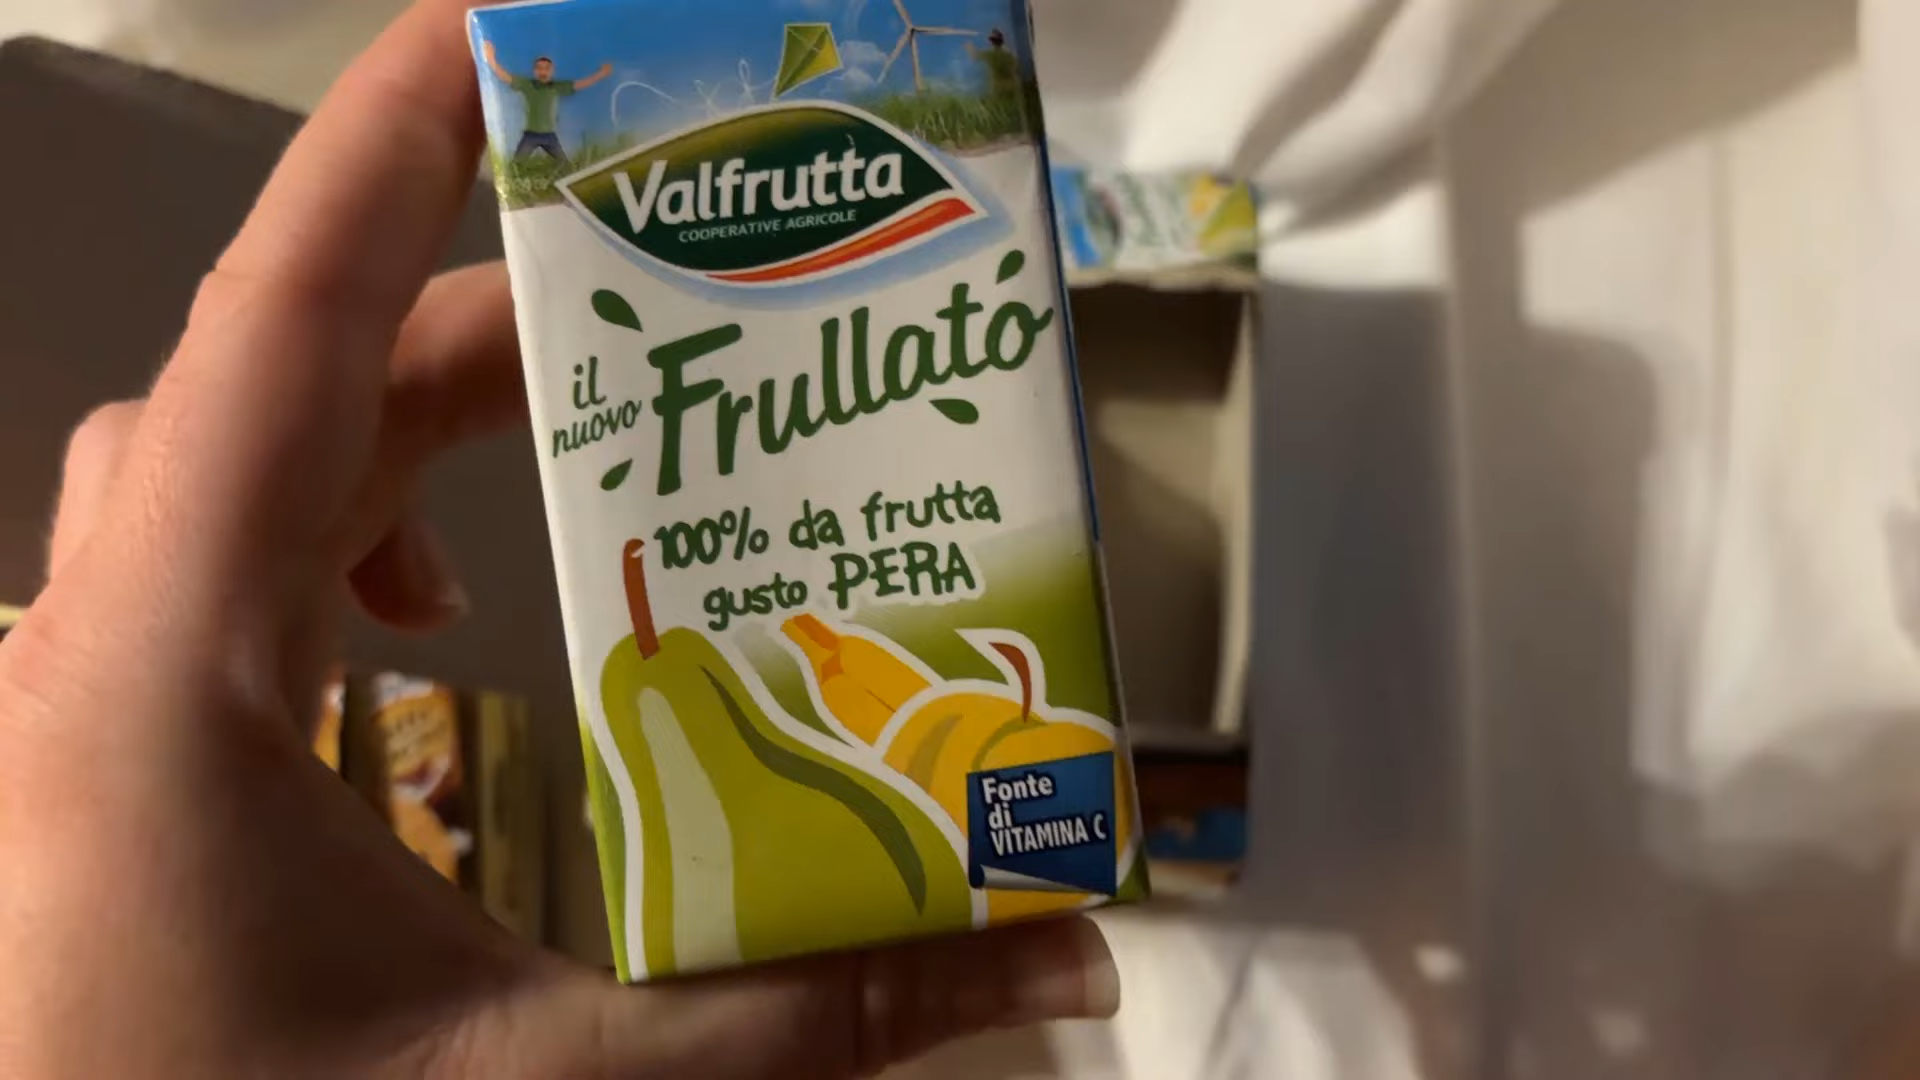 Valfrutta
COOPERATIVE AGRICOLE
il
nuovo
Frullato
100% da frutta
gusto PERA
Fonte
di
VITAMINA C